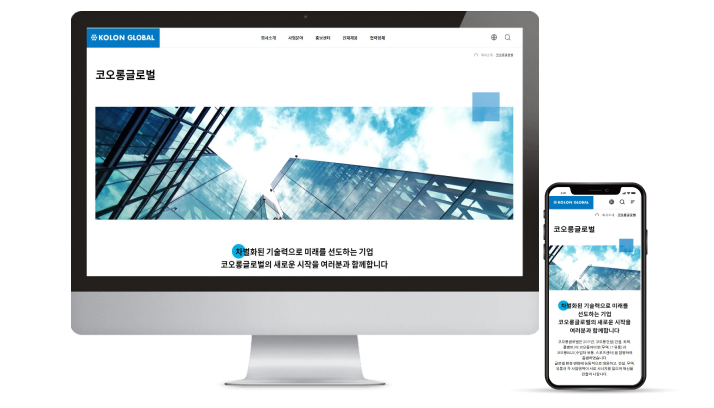 KOLON GLOBAL
회사소개 사업분야 홍보센터 인재채용 협력업체
회사소개 코오롱글로벌
코오롱글로벌
차별화된 기술력으로 미래를 선도하는 기업
코오롱글로벌의 새로운 시작을 여러분과 함께합니다
KOLON GLOBAL
회사소개 코오롱글로벌
코오롱글로벌
차별화된 기술력으로 미래를
선도하는 기업
코오롱글로벌의 새로운 시작을
여러분과 함께합니다